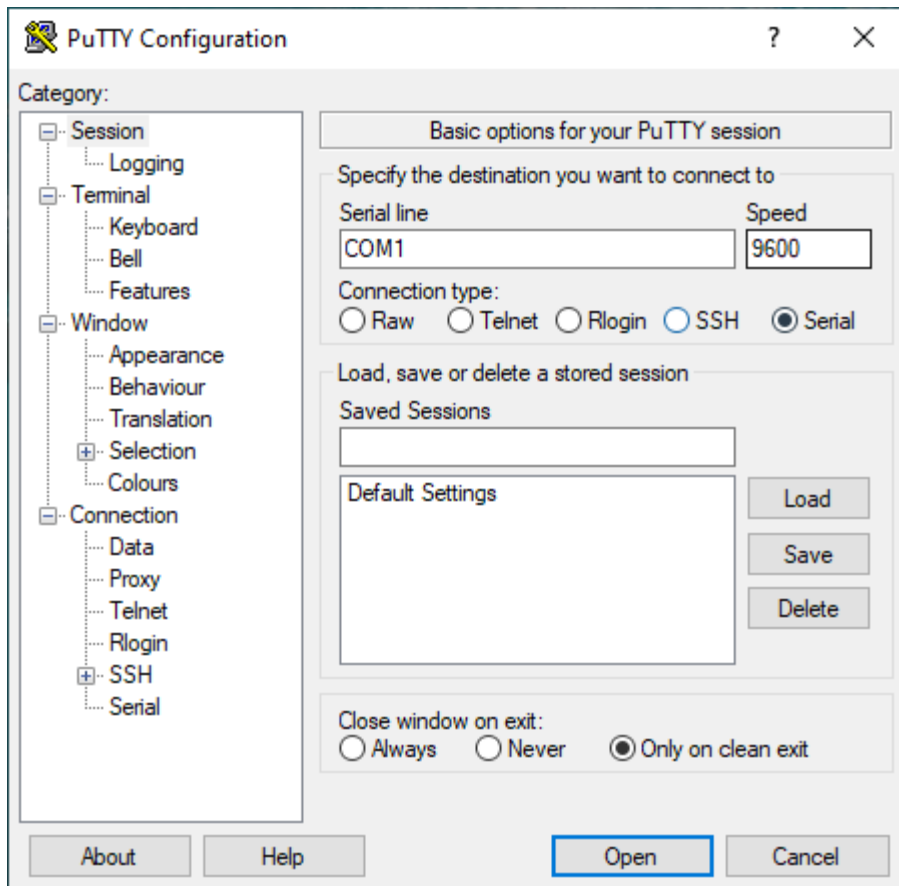 PuTTY Configuration
?
Category:
Session
Logging
Terminal
Keyboard
Bell
Features
Window
Appearance
Behaviour
Translation
Selection
Colours
Connection
Data
Proxy
Telnet
Rlogin
SSH
Serial
Basic options for your PuTTY session
Specify the destination you want to connect to
Serial line Speed
COM1 9600
Connection type:
Raw Telnet Rlogin SSH Serial
Load, save or delete a stored session
Saved Sessions
Default Settings
Load
Save
Delete
Close window on exit:
Always Never Only on clean exit
About Help Open Cancel